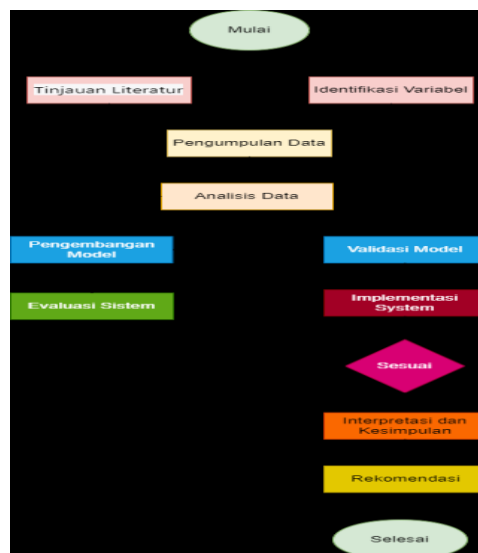 Mulai
Tinjauan Literatur
Identifikasi Variabel
Pengumpulan Data
Analisis Data
Pengembangan
Model
Validasi Model
Evaluasi Sistem
Implementasi
System
Sesuai
Interpretasi dan
Kesimpulan
Rekomendasi
Selesai